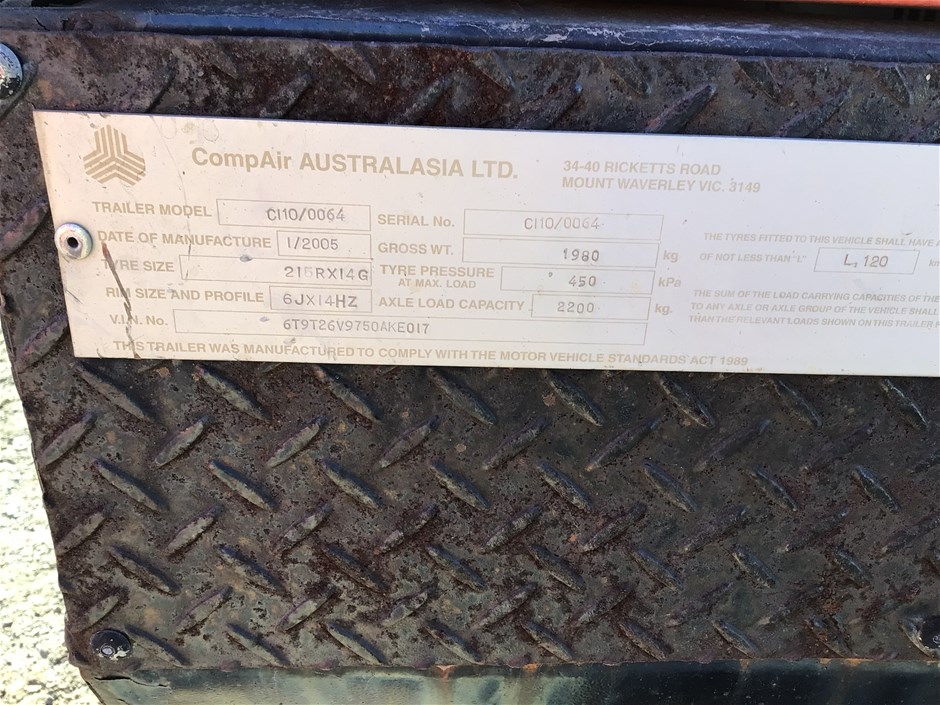 CompAir AUSTRALASIA LTD.
34-40 RICKETTS ROAD
MOUNT WAVERLEY VIC. 3149
TRAILER MODEL C110/0064 SERIAL No. C110/0064
DATE OF MANUFACTURE 1/2005 GROSS WT. 1980 kg
TYRE SIZE 215RX14G TYRE PRESSURE AT MAX. LOAD 450 kPa
RIM SIZE AND PROFILE 6JX14HZ AXLE LOAD CAPACITY 2200 kg.
V.I.N. No. 6T9T26V9750AKE017
THIS TRAILER WAS MANUFACTURED TO COMPLY WITH THE MOTOR VEHICLE STANDARDS ACT 1989
THE TYRES FITTED TO THIS VEHICLE SHALL HAVE A
OF NOT LESS THAN "L" L, 120 km
THE SUM OF THE LOAD CARRYING CAPACITIES OF THE
TO ANY AXLE OR AXLE GROUP OF THE VEHICLE SHALL
THAN THE RELEVANT LOADS SHOWN ON THIS TRAILER